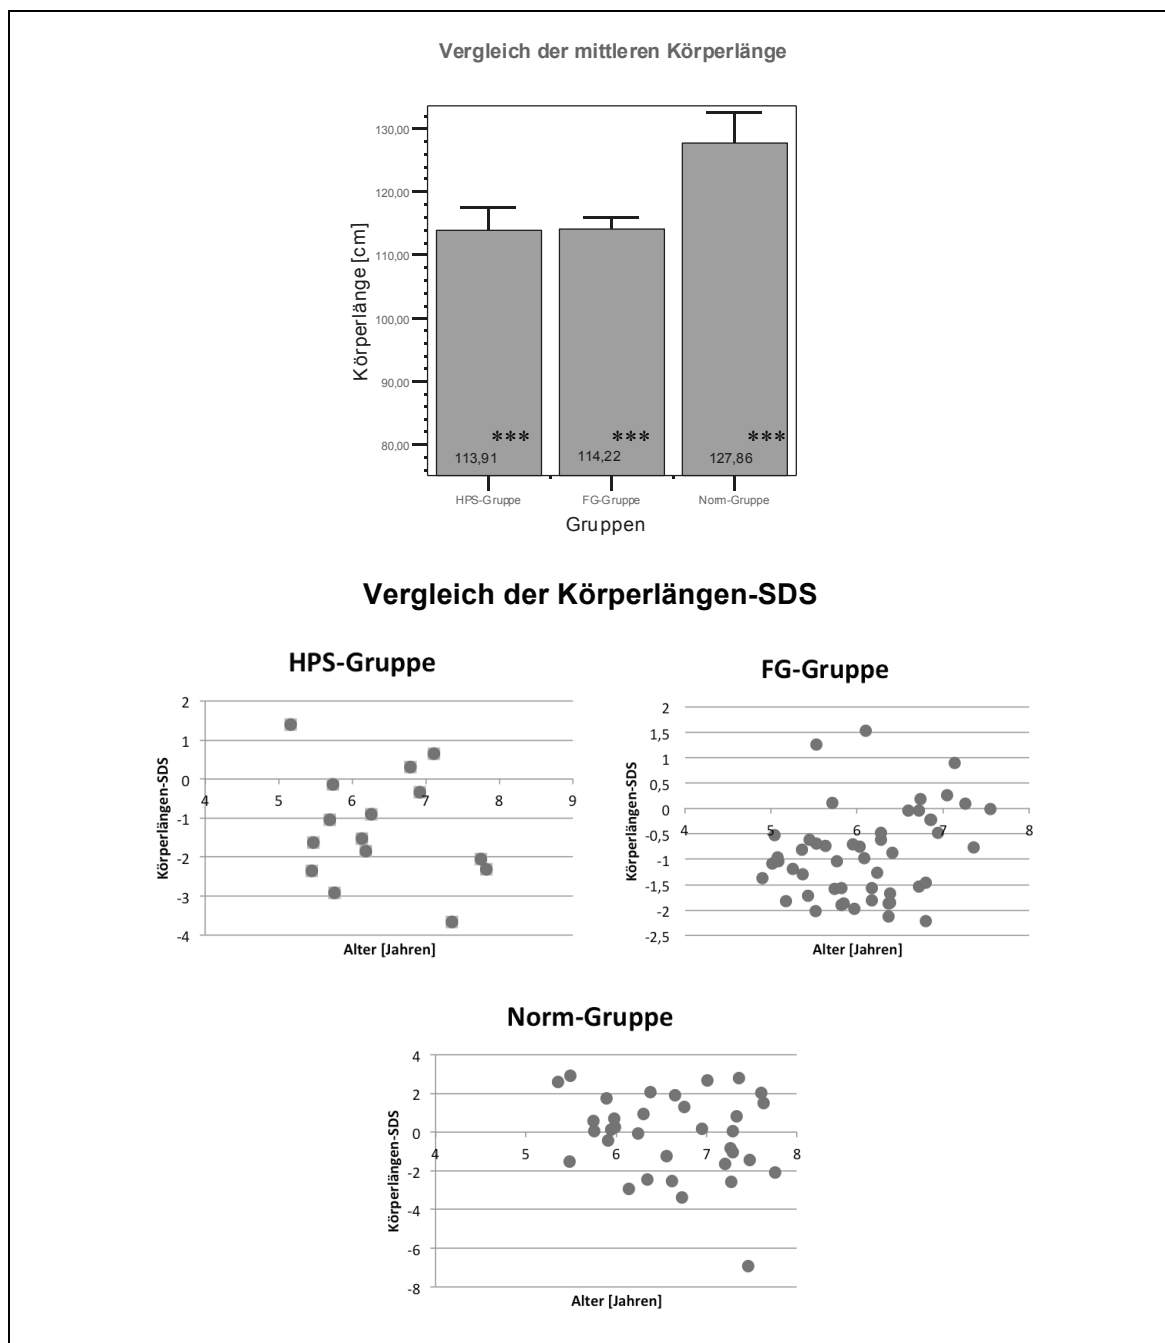 Vergleich der mittleren Körperlänge
Körperlänge [cm]
130,00
120,00
110,00
100,00
90,00
80,00
*** *** ***
113,91 114,22 127,86
HPS-Gruppe FG-Gruppe Norm-Gruppe
Gruppen
Vergleich der Körperlängen-SDS
HPS-Gruppe
Körperlängen-SDS
2
1
0
-1
-2
-3
-4
4 5 6 7 8 9
Alter [Jahren]
FG-Gruppe
Körperlängen-SDS
2
1,5
1
0,5
0
-0,5
-1
-1,5
-2
-2,5
4 5 6 7 8
Alter [Jahren]
Norm-Gruppe
Körperlängen-SDS
4
2
0
-2
-4
-6
-8
4 5 6 7 8
Alter [Jahren]